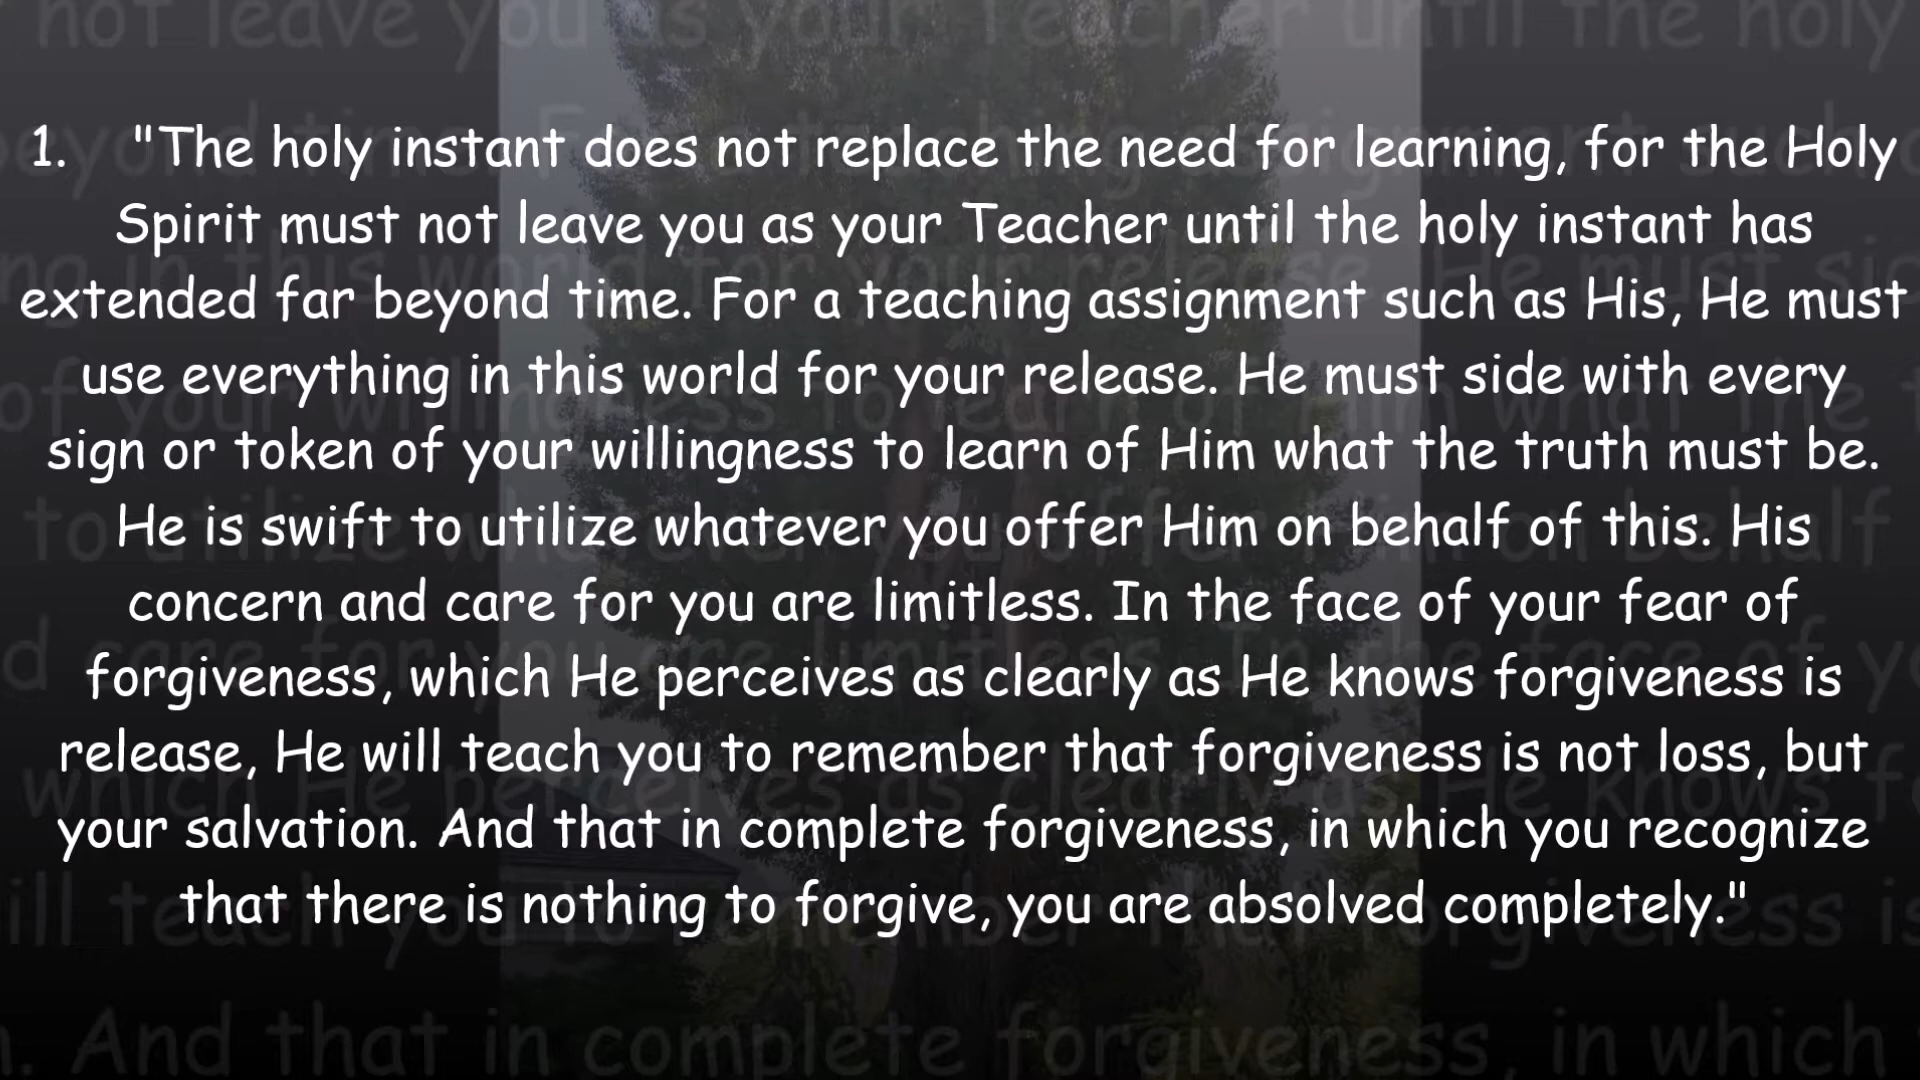 1. "The holy instant does not replace the need for learning, for the Holy
Spirit must not leave you as your Teacher until the holy instant has
extended far beyond time. For a teaching assignment such as His, He must
use everything in this world for your release. He must side with every
sign or token of your willingness to learn of Him what the truth must be.
He is swift to utilize whatever you offer Him on behalf of this. His
concern and care for you are limitless. In the face of your fear of
forgiveness, which He perceives as clearly as He knows forgiveness is
release, He will teach you to remember that forgiveness is not loss, but
your salvation. And that in complete forgiveness, in which you recognize
that there is nothing to forgive, you are absolved completely."